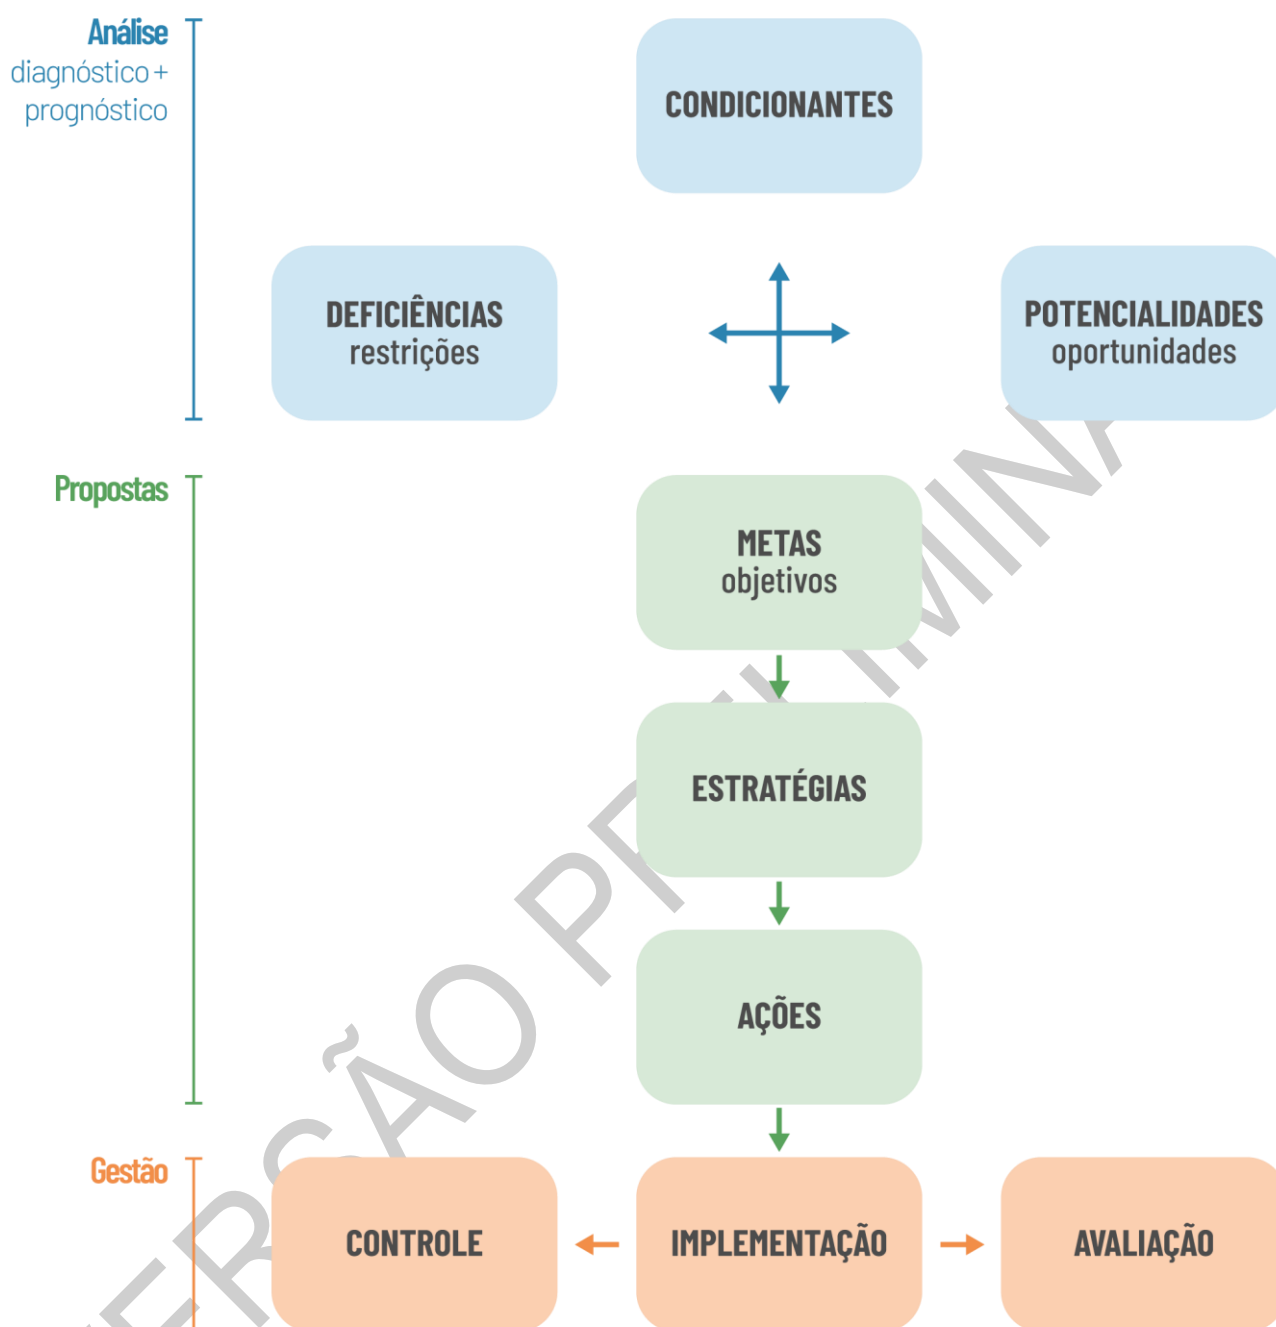 Análise
diagnóstico +
prognóstico
CONDICIONANTES
DEFICIÊNCIAS
restrições
POTENCIALIDADES
oportunidades
Propostas
METAS
objetivos
ESTRATÉGIAS
AÇÕES
Gestão
CONTROLE
IMPLEMENTAÇÃO
AVALIAÇÃO